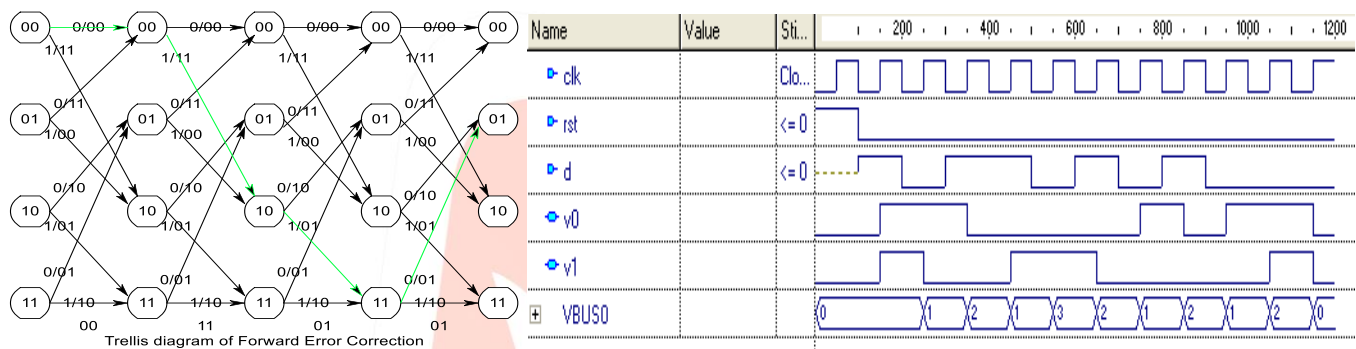 00 0/00 00 0/00 00 0/00 00 0/00 00
1/11 1/11 1/11 1/11
0/11 0/11 0/11 0/11
01 01 01 01 01
1/00 1/00 1/00 1/00
0/10 0/10 0/10 0/10
10 10 10 10 10
1/01 1/01 1/01 1/01
0/01 0/01 0/01 0/01
11 1/10 11 1/10 11 1/10 11 1/10 11
00 11 01 01
Trellis diagram of Forward Error Correction
Name Value Sti... 200 400 600 800 1000 1200
clk Clo...
rst <= 0
d <= 0
v0
v1
VBUS0 0 1 2 1 3 2 1 2 1 2 0